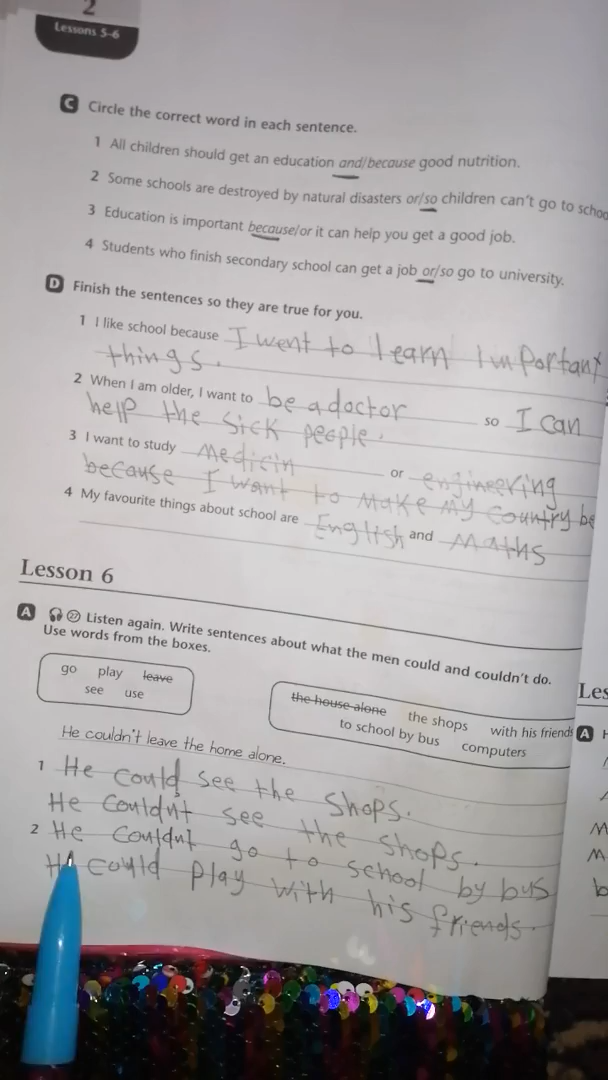 2
Lessons 5-6
C Circle the correct word in each sentence.
1 All children should get an education and/because good nutrition.
2 Some schools are destroyed by natural disasters or/so children can't go to schoo
3 Education is important because/or it can help you get a good job.
4 Students who finish secondary school can get a job or/so go to university.
D Finish the sentences so they are true for you.
1 I like school because I went to learn Important
things.
2 When I am older, I want to be a doctor so I can
help the sick people.
3 I want to study Medicin or engineering
because I want to Make My Country be
4 My favourite things about school are English and Maths
Lesson 6
A 27 Listen again. Write sentences about what the men could and couldn't do.
Use words from the boxes.
go play leave
see use
the house alone the shops with his friends
to school by bus computers
He couldn't leave the home alone.
1 He could see the shops.
He couldnt see the shops.
2 He couldnt go to school by bus
He could play with his friends.
Les
A H
M
M
b